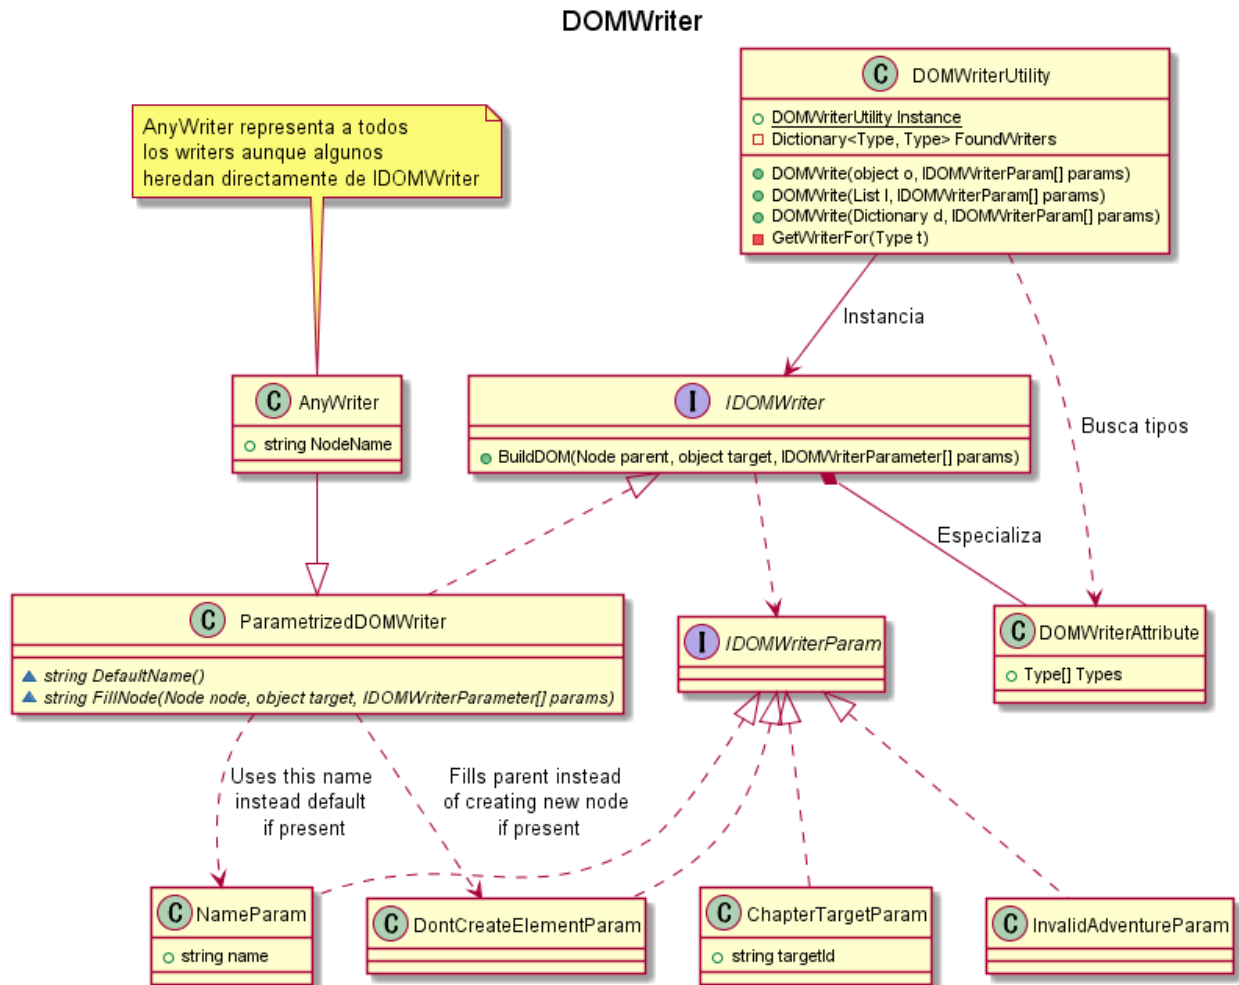 DOMWriter
C DOMWriterUtility
DOMWriterUtility Instance
Dictionary<Type, Type> FoundWriters
DOMWrite(object o, IDOMWriterParam[] params)
DOMWrite(List l, IDOMWriterParam[] params)
DOMWrite(Dictionary d, IDOMWriterParam[] params)
GetWriterFor(Type t)
AnyWriter representa a todos
los writers aunque algunos
heredan directamente de IDOMWriter
Instancia
Busca tipos
C AnyWriter
string NodeName
I IDOMWriter
BuildDOM(Node parent, object target, IDOMWriterParameter[] params)
Especializa
C ParametrizedDOMWriter
string DefaultName()
string FillNode(Node node, object target, IDOMWriterParameter[] params)
I IDOMWriterParam
C DOMWriterAttribute
Type[] Types
Uses this name
instead default
if present
Fills parent instead
of creating new node
if present
C NameParam
string name
C DontCreateElementParam
C ChapterTargetParam
string targetId
C InvalidAdventureParam